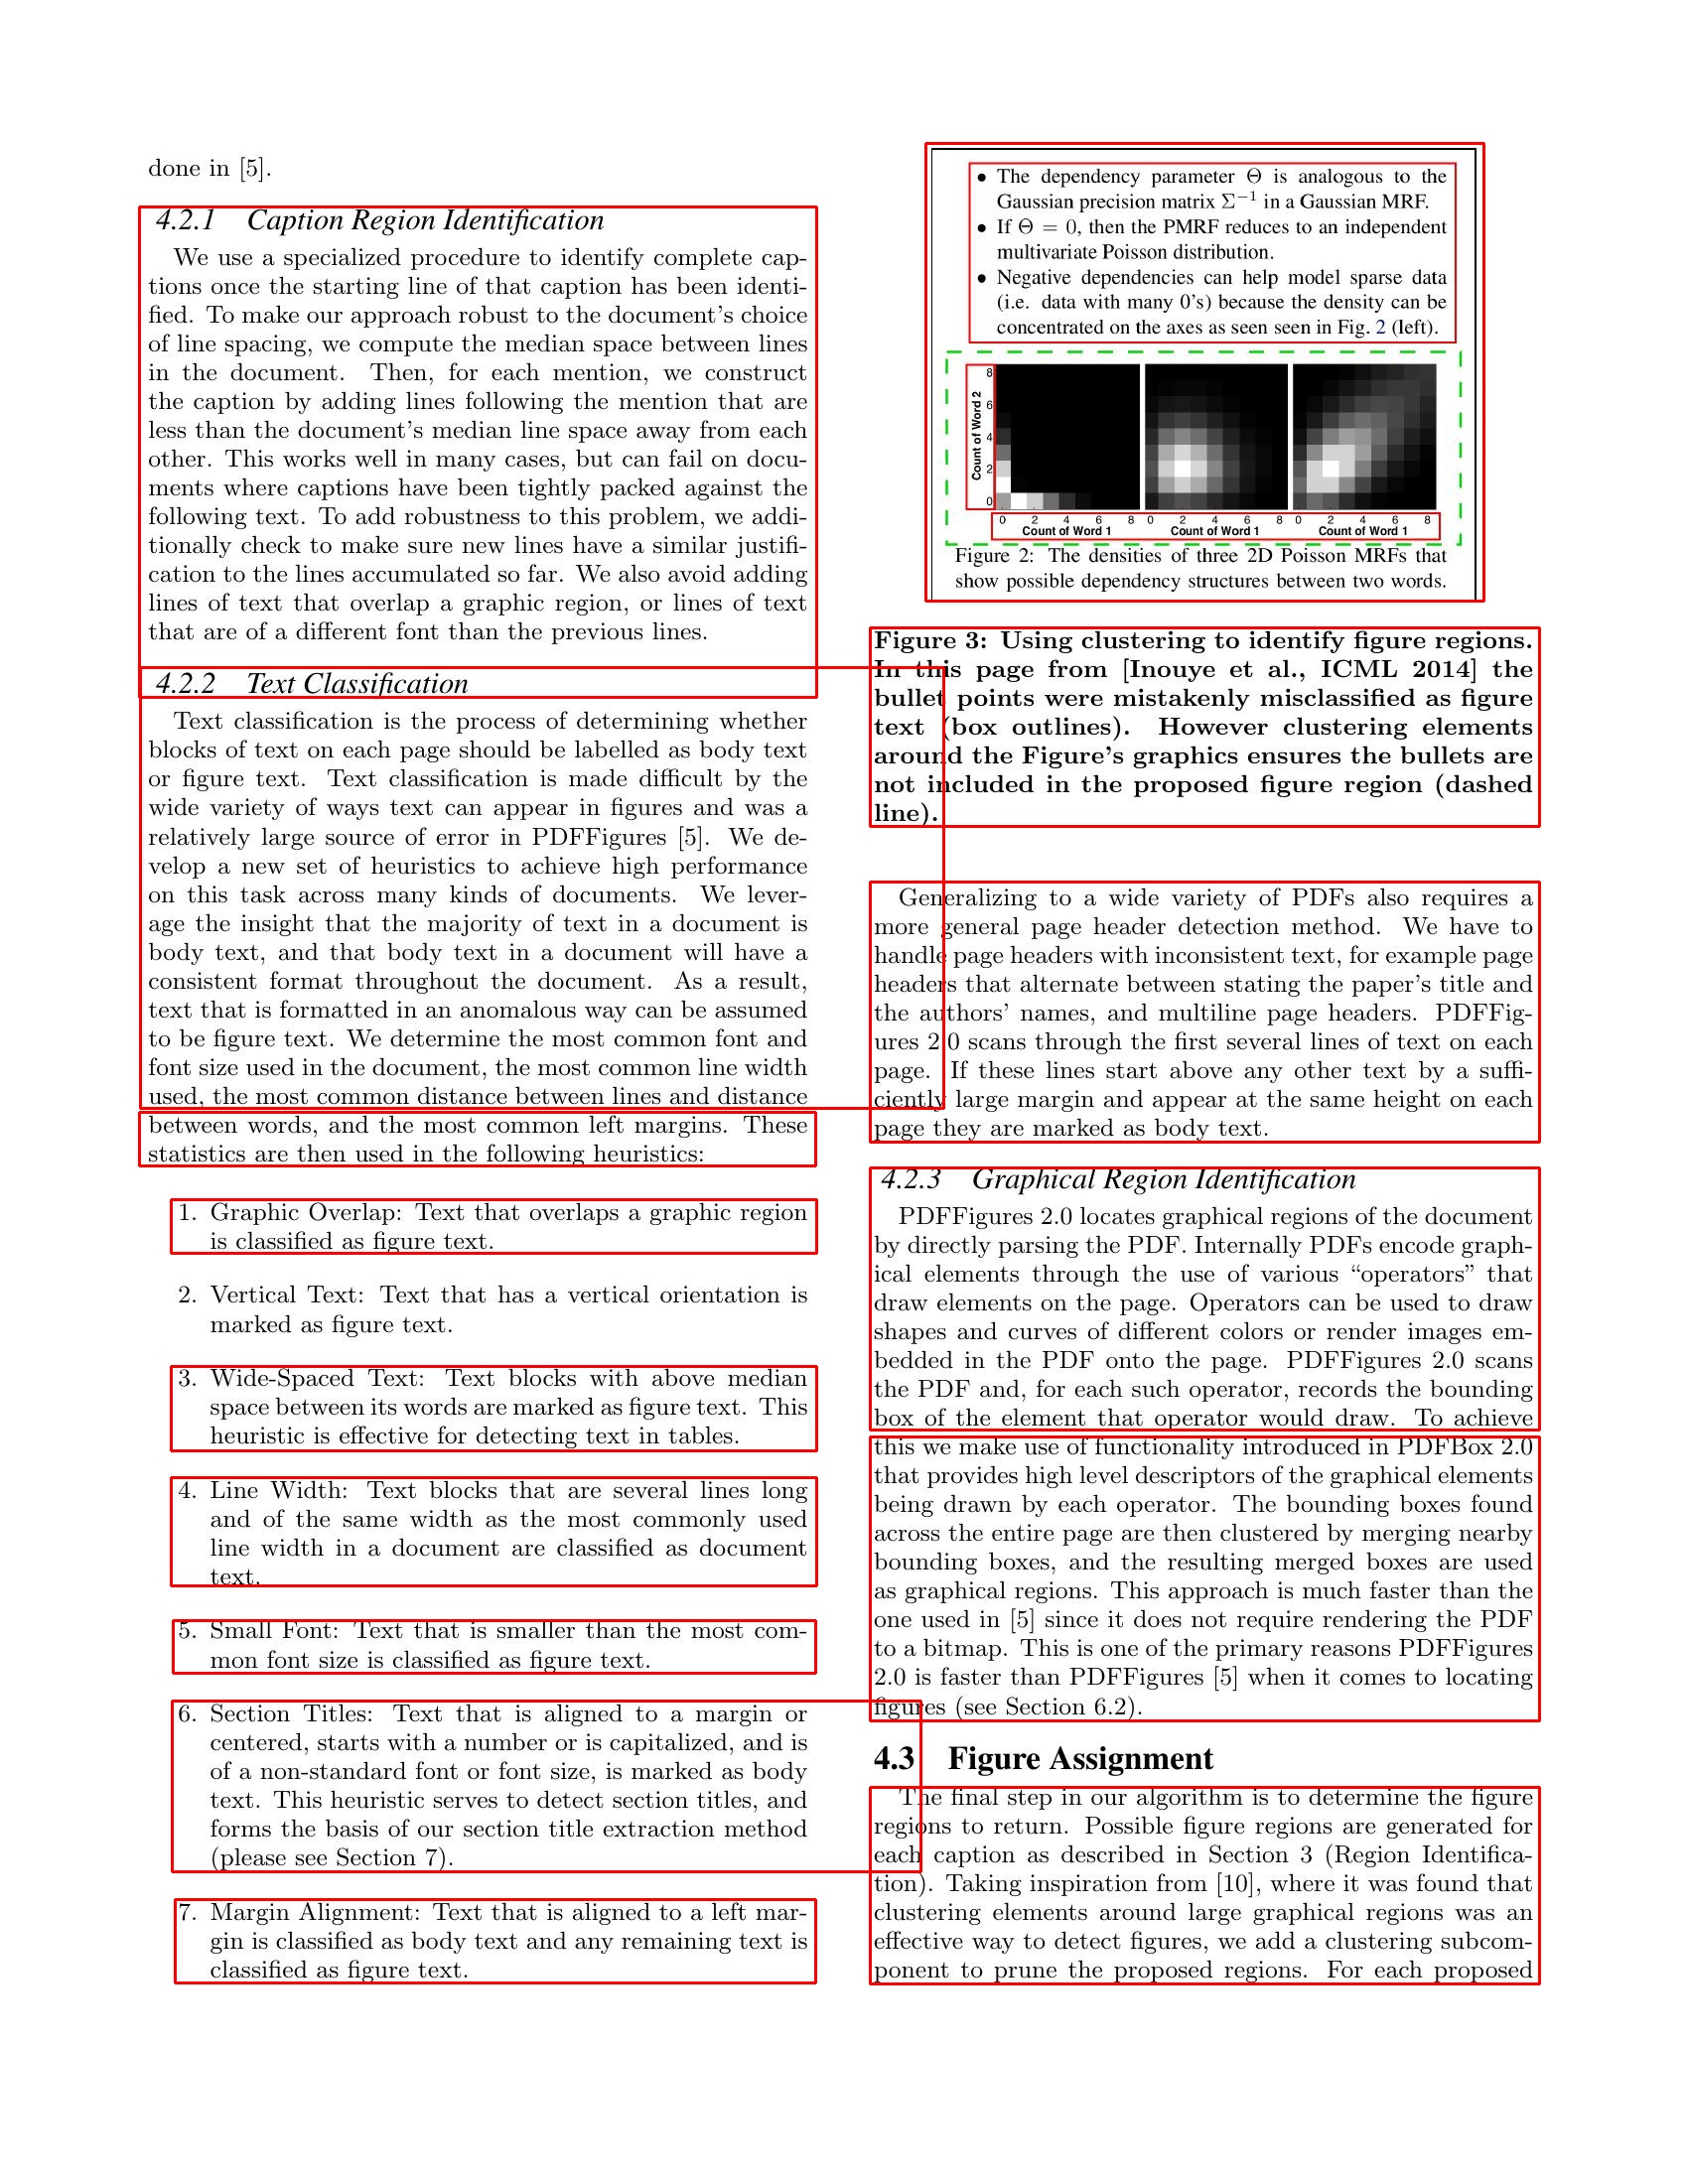 done in [5].
4.2.1 Caption Region Identification
We use a specialized procedure to identify complete cap-
tions once the starting line of that caption has been identi-
fied. To make our approach robust to the document's choice
of line spacing, we compute the median space between lines
in the document. Then, for each mention, we construct
the caption by adding lines following the mention that are
less than the document's median line space away from each
other. This works well in many cases, but can fail on docu-
ments where captions have been tightly packed against the
following text. To add robustness to this problem, we addi-
tionally check to make sure new lines have a similar justifi-
cation to the lines accumulated so far. We also avoid adding
lines of text that overlap a graphic region, or lines of text
that are of a different font than the previous lines.
4.2.2 Text Classification
Text classification is the process of determining whether
blocks of text on each page should be labelled as body text
or figure text. Text classification is made difficult by the
wide variety of ways text can appear in figures and was a
relatively large source of error in PDFFigures [5]. We de-
velop a new set of heuristics to achieve high performance
on this task across many kinds of documents. We lever-
age the insight that the majority of text in a document is
body text, and that body text in a document will have a
consistent format throughout the document. As a result,
text that is formatted in an anomalous way can be assumed
to be figure text. We determine the most common font and
font size used in the document, the most common line width
used, the most common distance between lines and distance
between words, and the most common left margins. These
statistics are then used in the following heuristics:
1. Graphic Overlap: Text that overlaps a graphic region
is classified as figure text.
2. Vertical Text: Text that has a vertical orientation is
marked as figure text.
3. Wide-Spaced Text: Text blocks with above median
space between its words are marked as figure text. This
heuristic is effective for detecting text in tables.
4. Line Width: Text blocks that are several lines long
and of the same width as the most commonly used
line width in a document are classified as document
text.
5. Small Font: Text that is smaller than the most com-
mon font size is classified as figure text.
6. Section Titles: Text that is aligned to a margin or
centered, starts with a number or is capitalized, and is
of a non-standard font or font size, is marked as body
text. This heuristic serves to detect section titles, and
forms the basis of our section title extraction method
(please see Section 7).
7. Margin Alignment: Text that is aligned to a left mar-
gin is classified as body text and any remaining text is
classified as figure text.
• The dependency parameter Θ is analogous to the
Gaussian precision matrix Σ⁻¹ in a Gaussian MRF.
• If Θ = 0, then the PMRF reduces to an independent
multivariate Poisson distribution.
• Negative dependencies can help model sparse data
(i.e. data with many 0's) because the density can be
concentrated on the axes as seen seen in Fig. 2 (left).
Count of Word 2
8
6
4
2
0
0 2 4 6 8 0 2 4 6 8 0 2 4 6 8
Count of Word 1 Count of Word 1 Count of Word 1
Figure 2: The densities of three 2D Poisson MRFs that
show possible dependency structures between two words.
Figure 3: Using clustering to identify figure regions.
In this page from [Inouye et al., ICML 2014] the
bullet points were mistakenly misclassified as figure
text (box outlines). However clustering elements
around the Figure's graphics ensures the bullets are
not included in the proposed figure region (dashed
line).
Generalizing to a wide variety of PDFs also requires a
more general page header detection method. We have to
handle page headers with inconsistent text, for example page
headers that alternate between stating the paper's title and
the authors' names, and multiline page headers. PDFFig-
ures 2.0 scans through the first several lines of text on each
page. If these lines start above any other text by a suffi-
ciently large margin and appear at the same height on each
page they are marked as body text.
4.2.3 Graphical Region Identification
PDFFigures 2.0 locates graphical regions of the document
by directly parsing the PDF. Internally PDFs encode graph-
ical elements through the use of various “operators” that
draw elements on the page. Operators can be used to draw
shapes and curves of different colors or render images em-
bedded in the PDF onto the page. PDFFigures 2.0 scans
the PDF and, for each such operator, records the bounding
box of the element that operator would draw. To achieve
this we make use of functionality introduced in PDFBox 2.0
that provides high level descriptors of the graphical elements
being drawn by each operator. The bounding boxes found
across the entire page are then clustered by merging nearby
bounding boxes, and the resulting merged boxes are used
as graphical regions. This approach is much faster than the
one used in [5] since it does not require rendering the PDF
to a bitmap. This is one of the primary reasons PDFFigures
2.0 is faster than PDFFigures [5] when it comes to locating
figures (see Section 6.2).
4.3 Figure Assignment
The final step in our algorithm is to determine the figure
regions to return. Possible figure regions are generated for
each caption as described in Section 3 (Region Identifica-
tion). Taking inspiration from [10], where it was found that
clustering elements around large graphical regions was an
effective way to detect figures, we add a clustering subcom-
ponent to prune the proposed regions. For each proposed